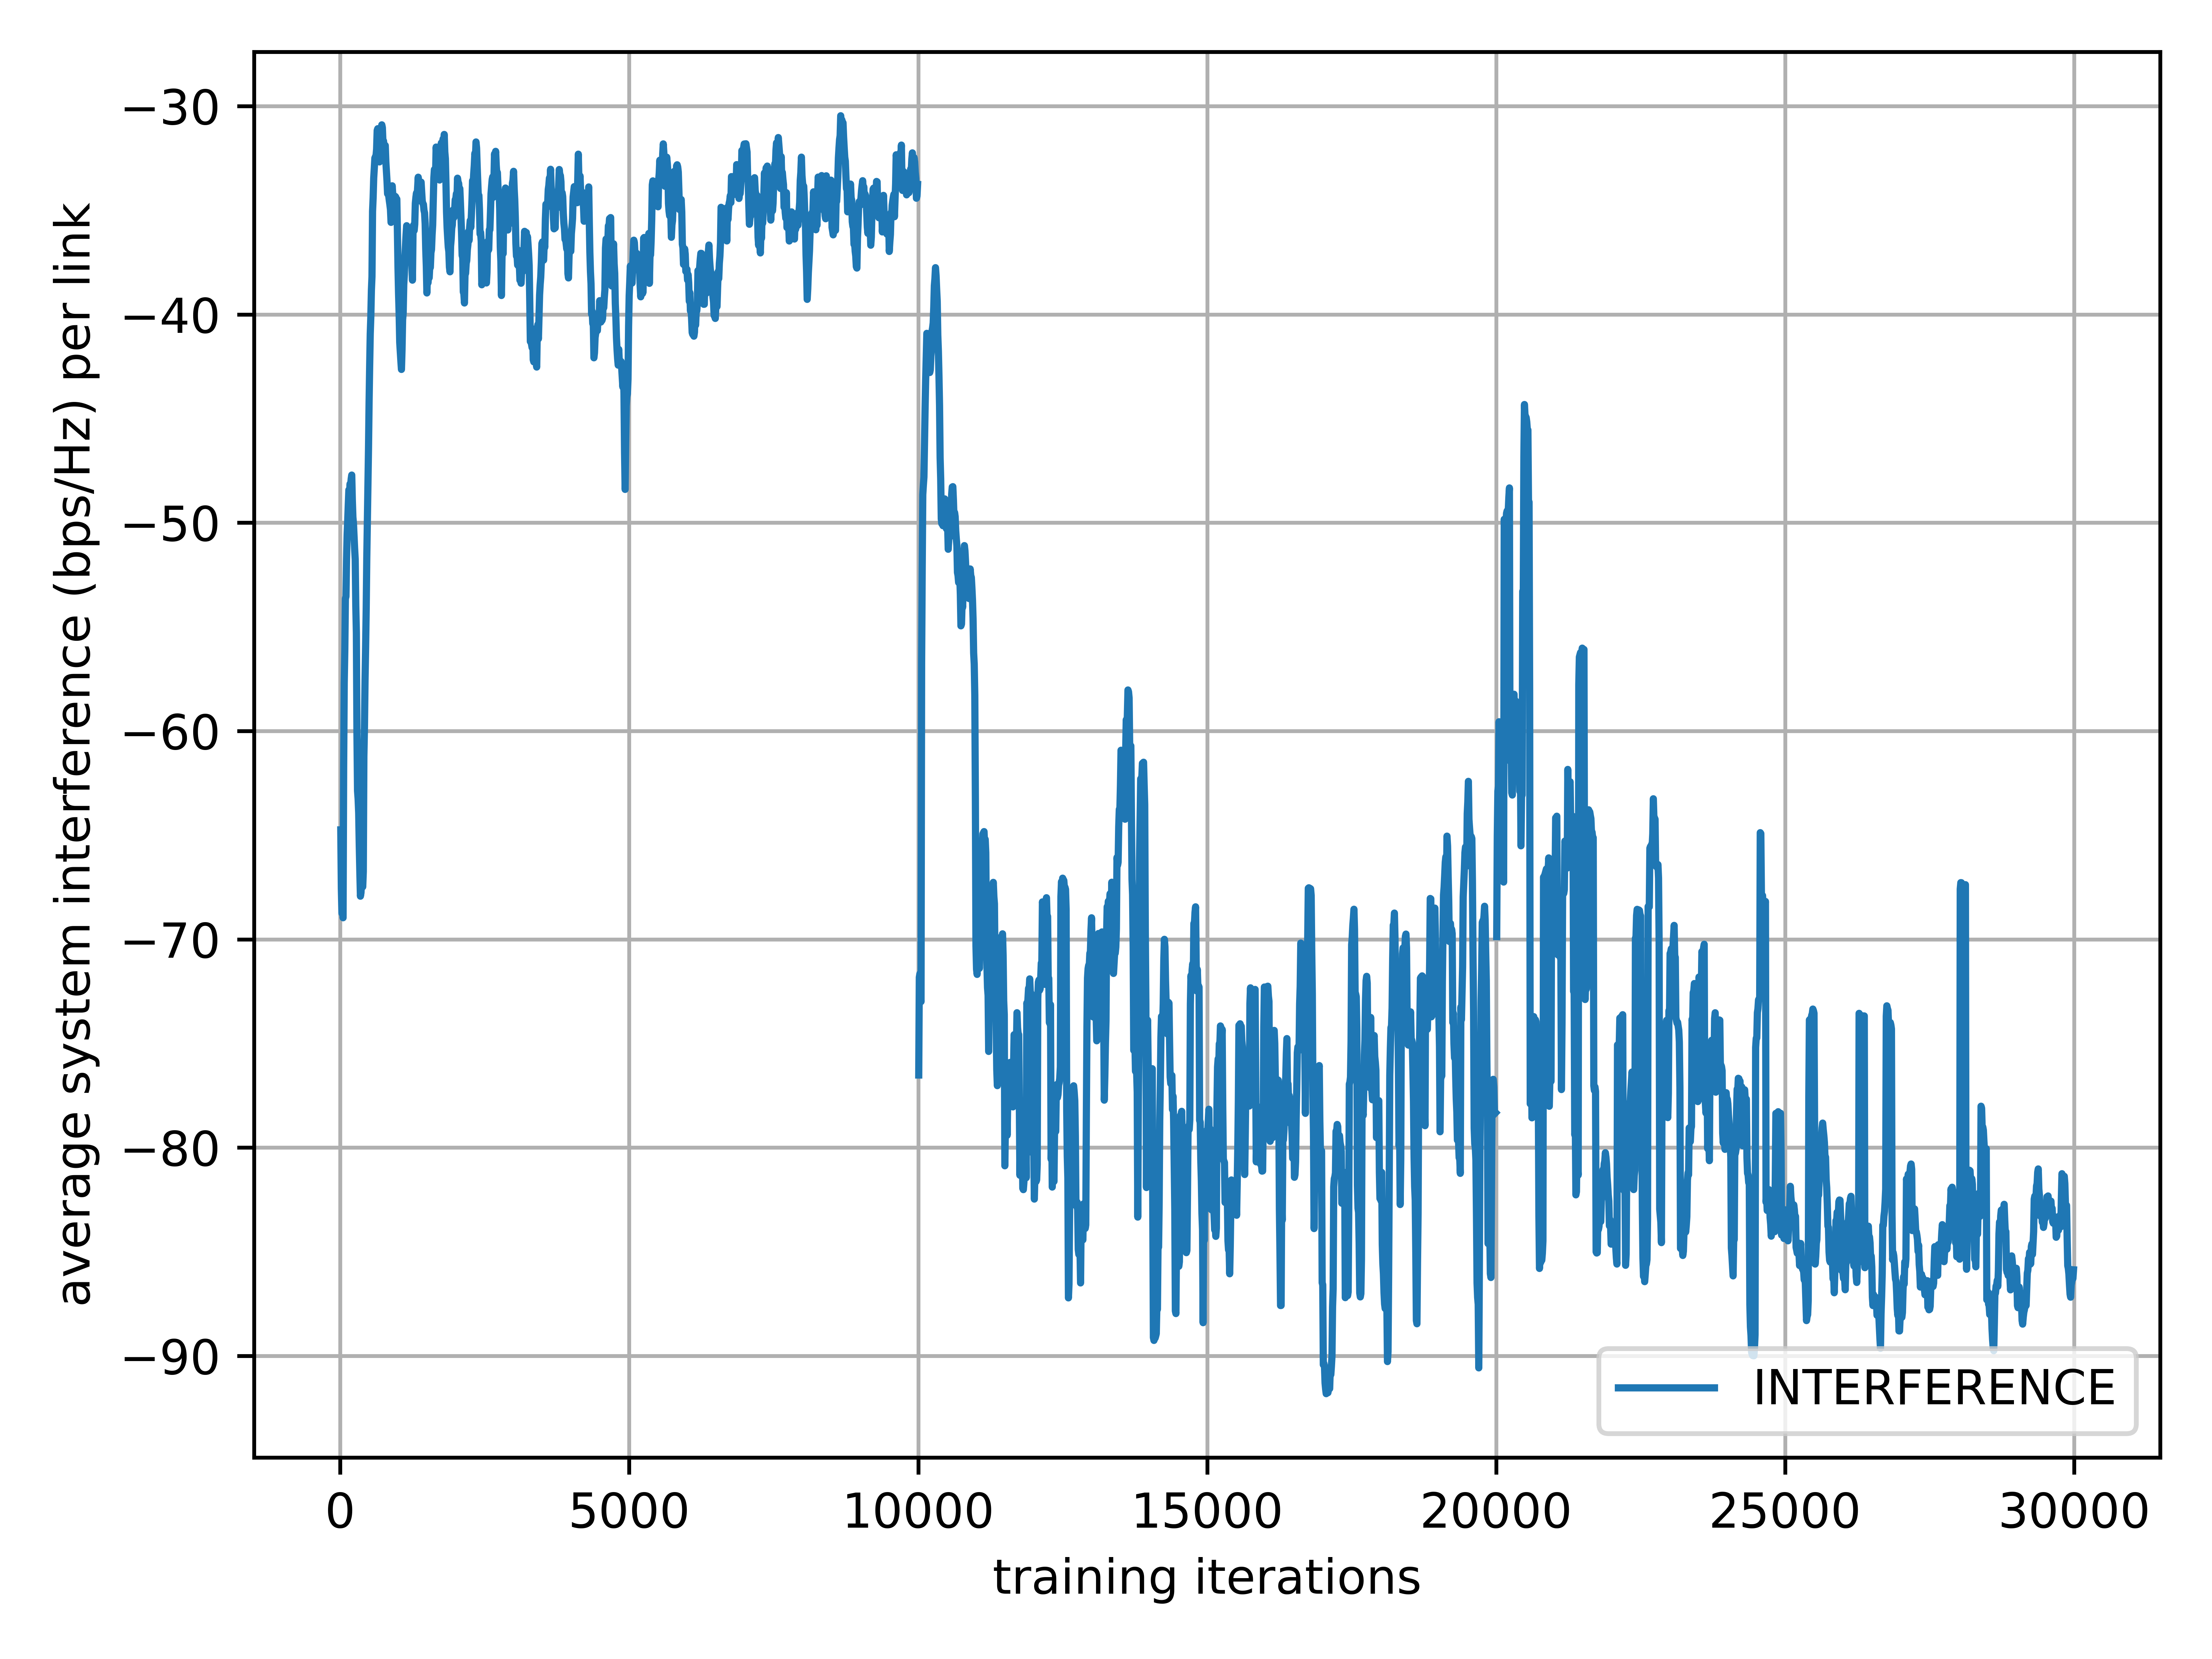 average system interference (bps/Hz) per link
−30
−40
−50
−60
−70
−80
−90
INTERFERENCE
0 5000 10000 15000 20000 25000 30000
training iterations